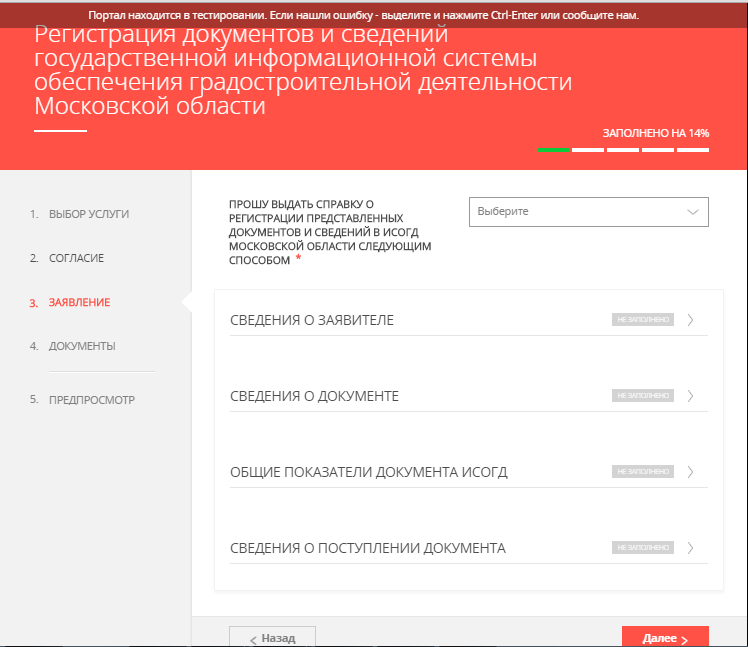 Портал находится в тестировании. Если нашли ошибку - выделите и нажмите Ctrl-Enter или сообщите нам.
Регистрация документов и сведений
государственной информационной системы
обеспечения градостроительной деятельности
Московской области
ЗАПОЛНЕНО НА 14%
1. ВЫБОР УСЛУГИ
2. СОГЛАСИЕ
3. ЗАЯВЛЕНИЕ
4. ДОКУМЕНТЫ
5. ПРЕДПРОСМОТР
ПРОШУ ВЫДАТЬ СПРАВКУ О
РЕГИСТРАЦИИ ПРЕДСТАВЛЕННЫХ
ДОКУМЕНТОВ И СВЕДЕНИЙ В ИСОГД
МОСКОВСКОЙ ОБЛАСТИ СЛЕДУЮЩИМ
СПОСОБОМ *
Выберите
СВЕДЕНИЯ О ЗАЯВИТЕЛЕ НЕ ЗАПОЛНЕНО
СВЕДЕНИЯ О ДОКУМЕНТЕ НЕ ЗАПОЛНЕНО
ОБЩИЕ ПОКАЗАТЕЛИ ДОКУМЕНТА ИСОГД НЕ ЗАПОЛНЕНО
СВЕДЕНИЯ О ПОСТУПЛЕНИИ ДОКУМЕНТА НЕ ЗАПОЛНЕНО
Назад
Далее